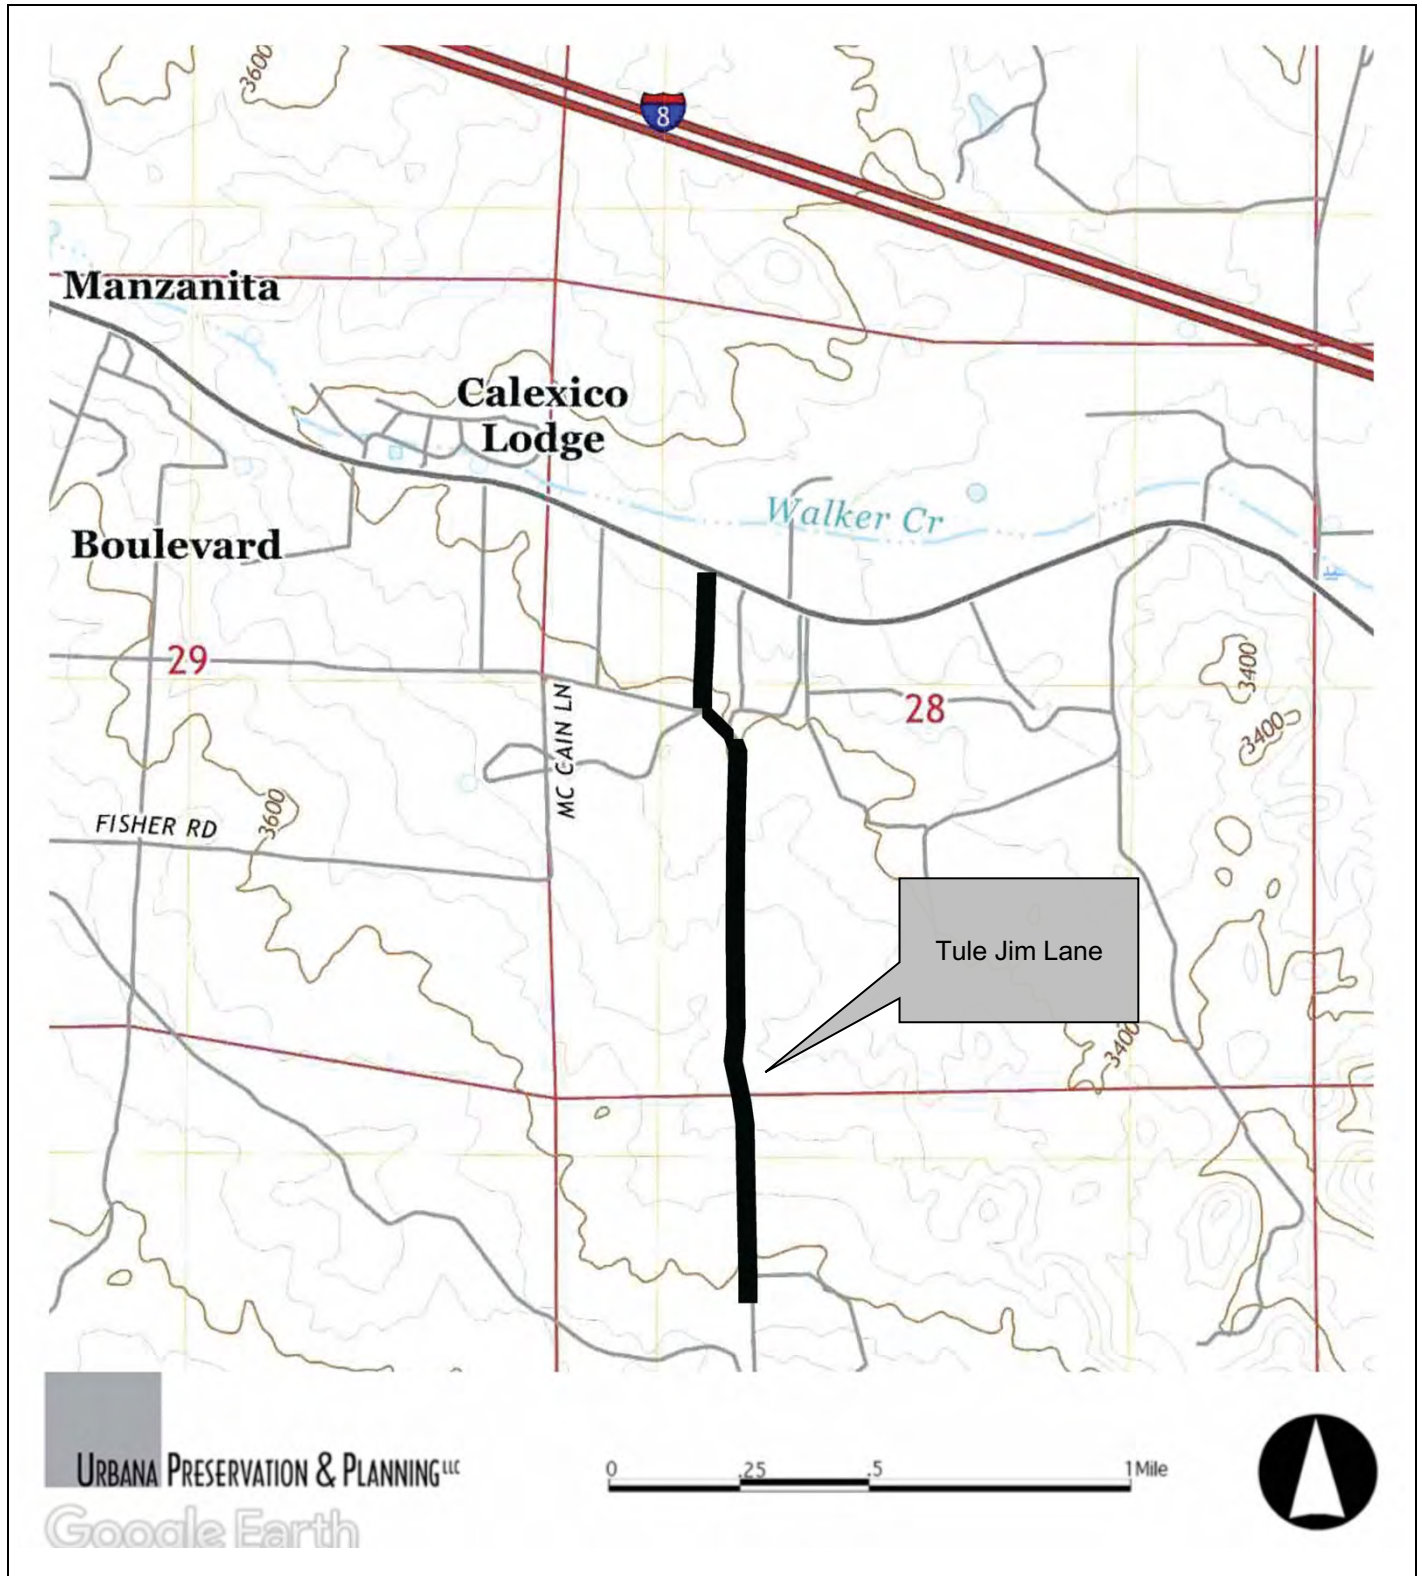 3600
8
Manzanita
Calexico
Lodge
Walker Cr
Boulevard
29
28
3400
3400
MC CAIN LN
FISHER RD
3600
Tule Jim Lane
3400
URBANA PRESERVATION & PLANNING LLC
0 .25 .5 1 Mile
Google Earth